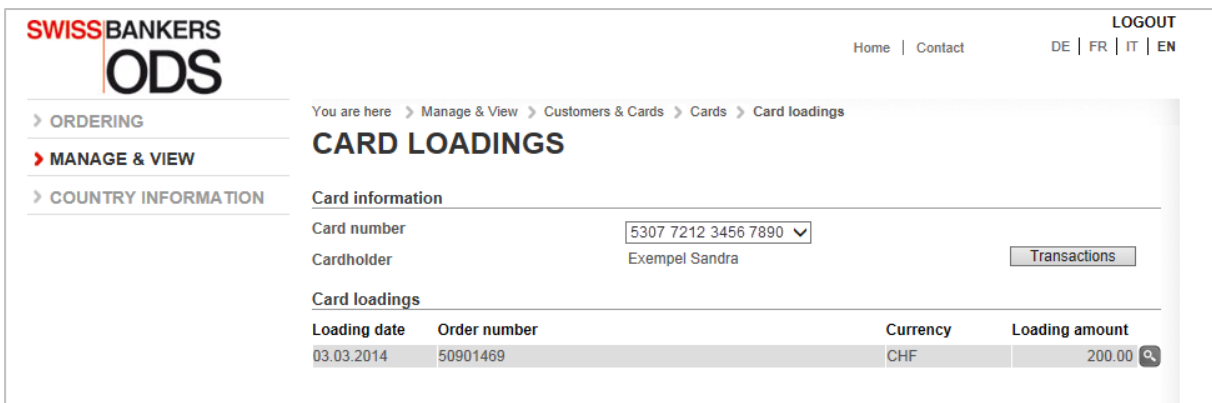 SWISS BANKERS
ODS
LOGOUT
Home | Contact
DE | FR | IT | EN
ORDERING
MANAGE & VIEW
COUNTRY INFORMATION
You are here > Manage & View > Customers & Cards > Cards > Card loadings
CARD LOADINGS
Card information
Card number 5307 7212 3456 7890
Cardholder Exempel Sandra Transactions
Card loadings
Loading date Order number Currency Loading amount
03.03.2014 50901469 CHF 200.00